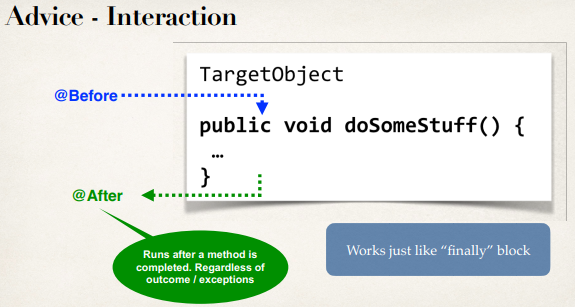 Advice - Interaction
TargetObject
@Before
public void doSomeStuff() {
…
}
@After
Runs after a method is
completed. Regardless of
outcome / exceptions
Works just like “finally” block